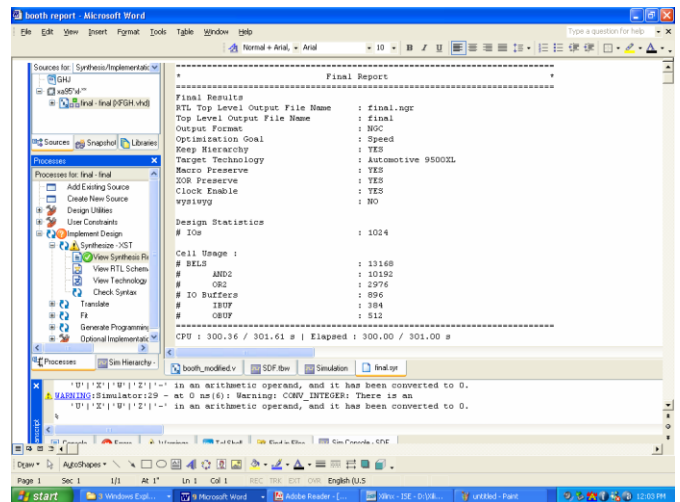 booth report - Microsoft Word
File Edit View Insert Format Tools Table Window Help
Type a question for help
Normal + Arial, Arial 10 B I U
Sources for: Synthesis/Implementatic
GHJ
xa95*xl-**
final - final (XFGH.vhd)
Sources Snapshot Libraries
Processes
Processes for: final - final
Add Existing Source
Create New Source
Design Utilities
User Constraints
Implement Design
Synthesize - XST
View Synthesis Re
View RTL Schem
View Technology
Check Syntax
Translate
Fit
Generate Programming
Optional Implementatic
Processes Sim Hierarchy -
* Final Report *
Final Results
RTL Top Level Output File Name : final.ngr
Top Level Output File Name : final
Output Format : NGC
Optimization Goal : Speed
Keep Hierarchy : YES
Target Technology : Automotive 9500XL
Macro Preserve : YES
XOR Preserve : YES
Clock Enable : YES
wysiwyg : NO
Design Statistics
# IOs : 1024
Cell Usage :
# BELS : 13168
# AND2 : 10192
# OR2 : 2976
# IO Buffers : 896
# IBUF : 384
# OBUF : 512
CPU : 300.36 / 301.61 s | Elapsed : 300.00 / 301.00 s
booth_modified.v SDF.tbw Simulation final.syr
'U'|'X'|'W'|'Z'|'-' in an arithmetic operand, and it has been converted to 0.
WARNING:Simulator:29 - at 0 ns(6): Warning: CONV_INTEGER: There is an
'U'|'X'|'W'|'Z'|'-' in an arithmetic operand, and it has been converted to 0.
%
Draw AutoShapes
Page 1 Sec 1 1/1 At 1" Ln 1 Col 1 REC TRK EXT OVR English (U.S
start 3 Windows Expl... 9 Microsoft Word Adobe Reader - [... Xilinx - ISE - D:\Xili... untitled - Paint 12:03 PM